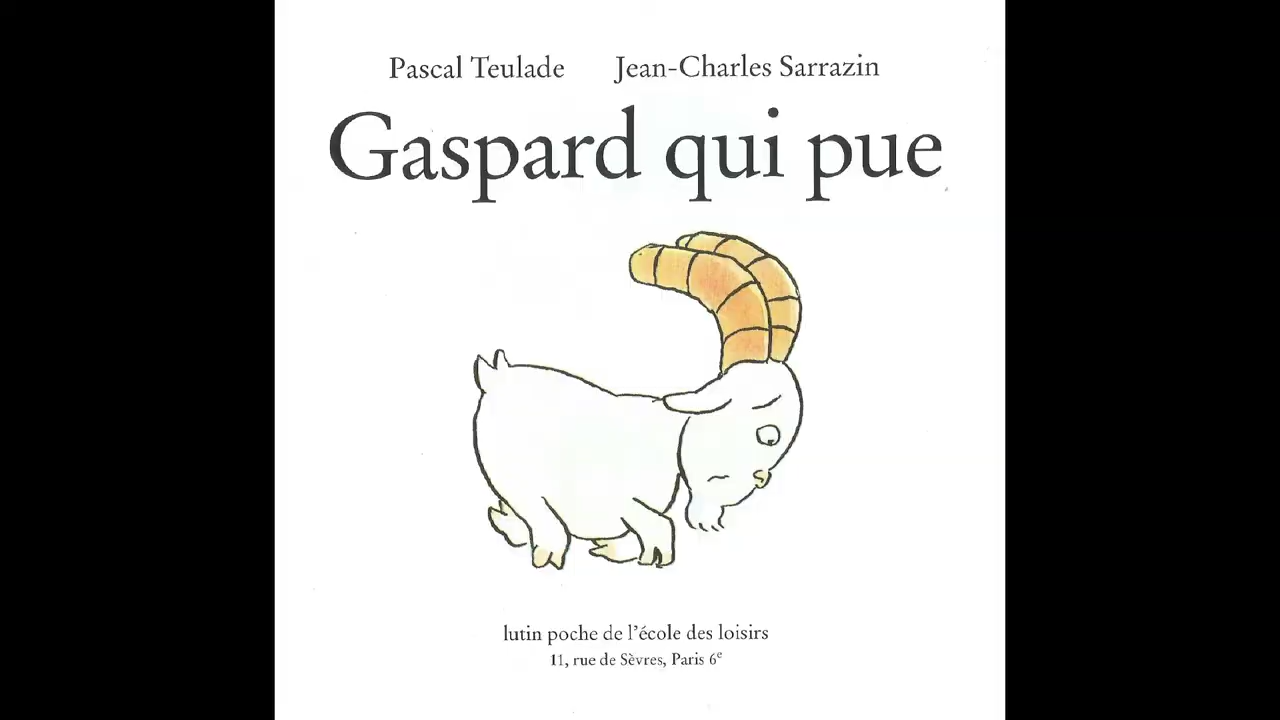 Pascal Teulade Jean-Charles Sarrazin
Gaspard qui pue
lutin poche de l'école des loisirs
11, rue de Sèvres, Paris 6e